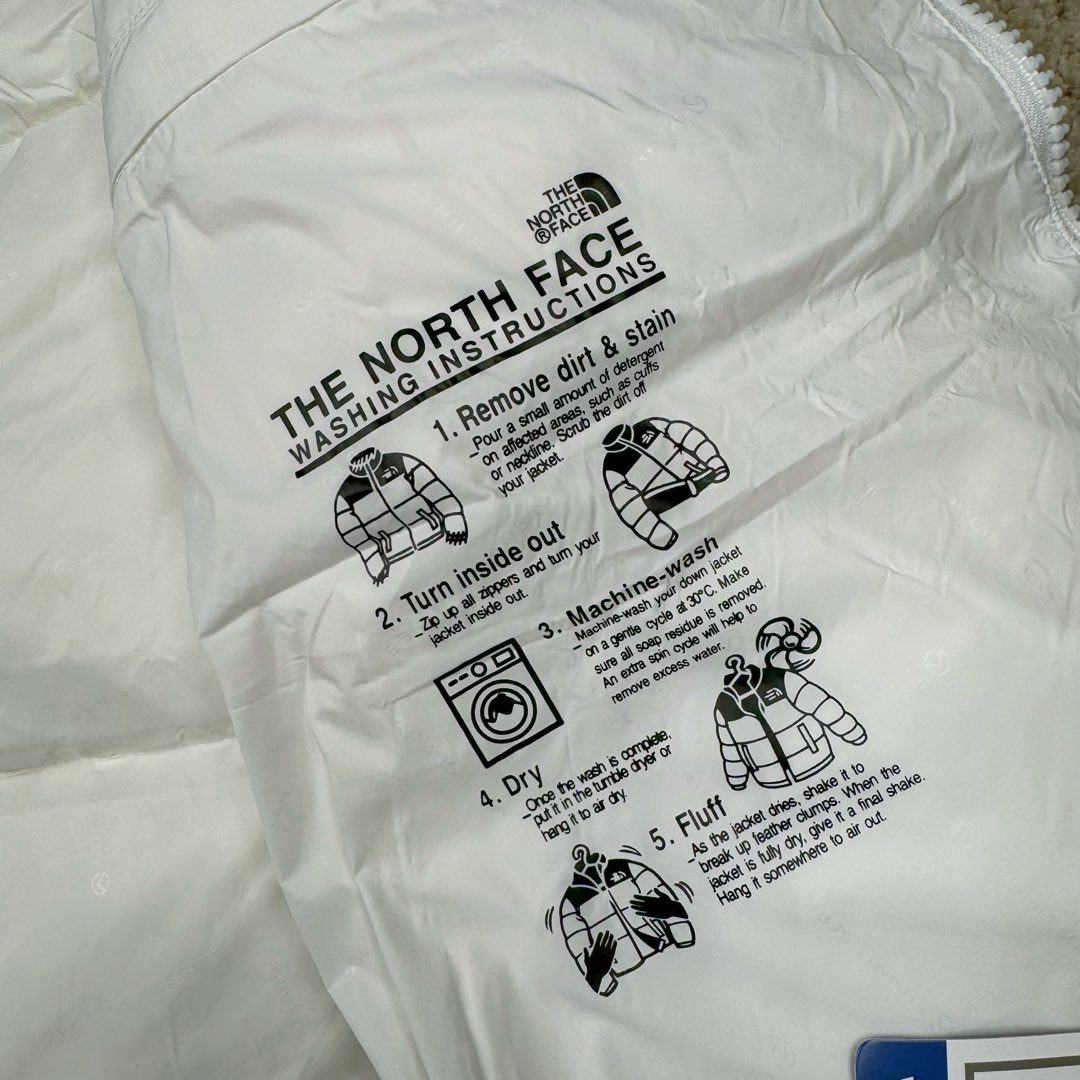 THE
NORTH
®FACE
THE NORTH FACE
WASHING INSTRUCTIONS
1. Remove dirt & stain
-Pour a small amount of detergent
on affected areas, such as cuffs
or neckline. Scrub the dirt off
your jacket.
2. Turn inside out
-Zip up all zippers and turn your
jacket inside out.
3. Machine-wash
-Machine-wash your down jacket
on a gentle cycle at 30°C. Make
sure all soap residue is removed.
An extra spin cycle will help to
remove excess water.
4. Dry
-Once the wash is complete,
put it in the tumble dryer or
hang it to air dry.
5. Fluff
-As the jacket dries, shake it to
break up feather clumps. When the
jacket is fully dry, give it a final shake.
Hang it somewhere to air out.